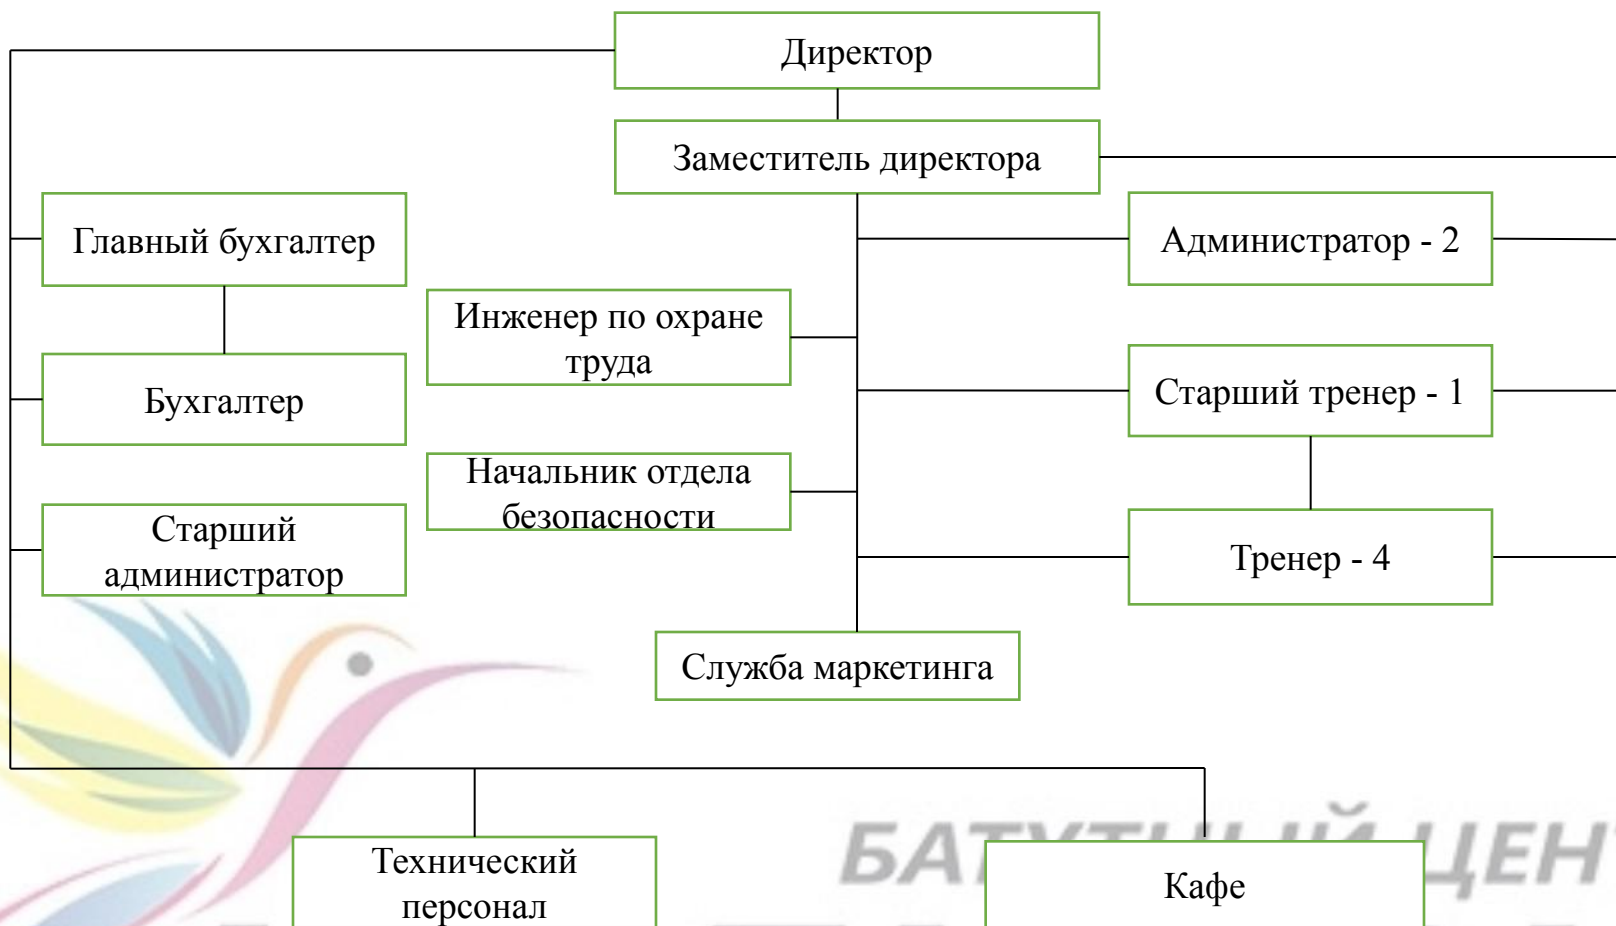 Директор
Заместитель директора
Главный бухгалтер
Администратор - 2
Инженер по охране
труда
Бухгалтер
Старший тренер - 1
Начальник отдела
безопасности
Старший
администратор
Тренер - 4
Служба маркетинга
Технический
персонал
Кафе